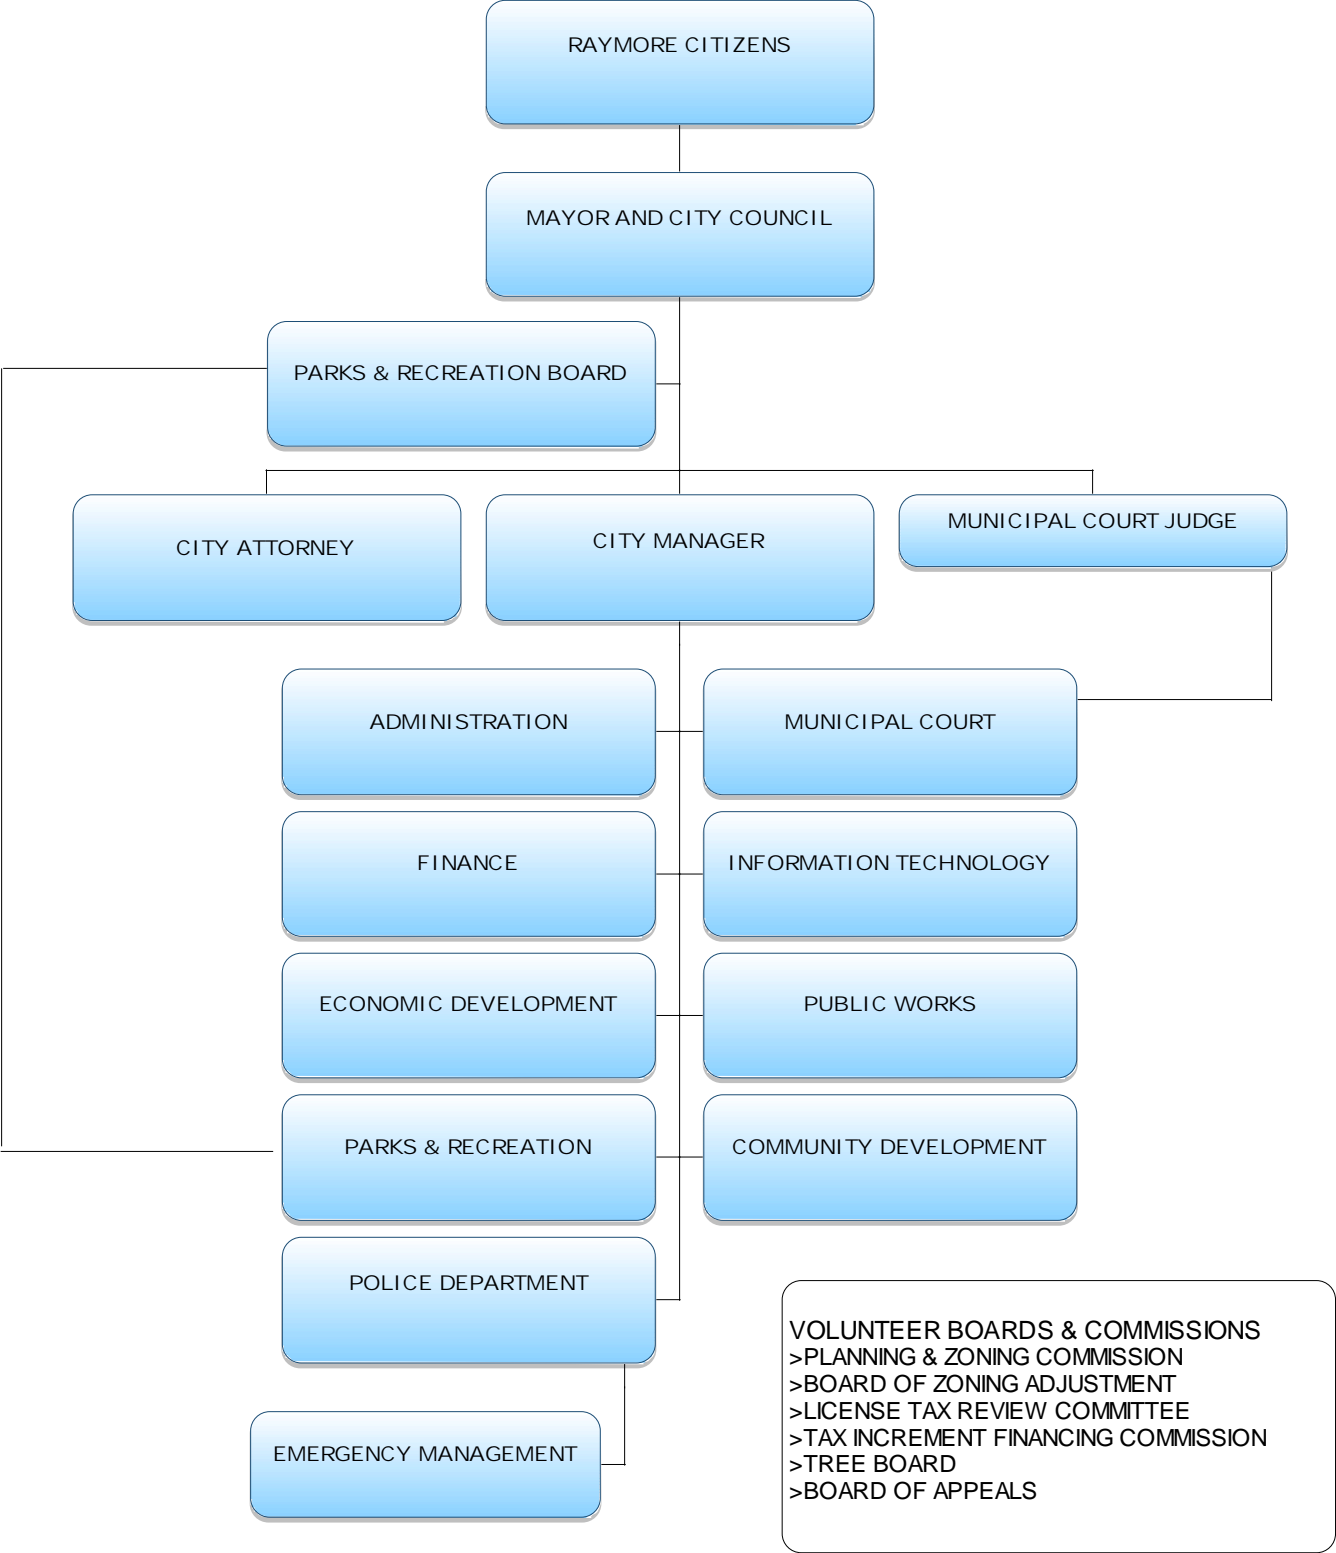 RAYMORE CITIZENS
MAYOR AND CITY COUNCIL
PARKS & RECREATION BOARD
CITY ATTORNEY
CITY MANAGER
MUNICIPAL COURT JUDGE
ADMINISTRATION
MUNICIPAL COURT
FINANCE
INFORMATION TECHNOLOGY
ECONOMIC DEVELOPMENT
PUBLIC WORKS
PARKS & RECREATION
COMMUNITY DEVELOPMENT
POLICE DEPARTMENT
EMERGENCY MANAGEMENT
VOLUNTEER BOARDS & COMMISSIONS
>PLANNING & ZONING COMMISSION
>BOARD OF ZONING ADJUSTMENT
>LICENSE TAX REVIEW COMMITTEE
>TAX INCREMENT FINANCING COMMISSION
>TREE BOARD
>BOARD OF APPEALS